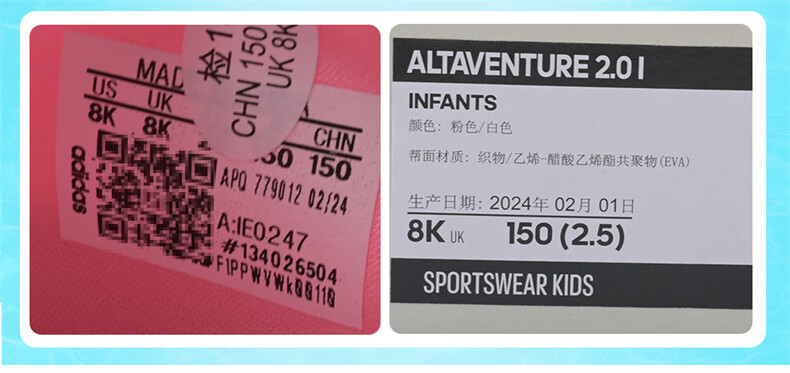 检1
CHN 150
UK 8K
MAD
US UK CHN
8K 8K 150
adidas
APQ 779012 02/24
A:IE0247
#134026504
F1PPWVWk00110
ALTAVENTURE 2.0 I
INFANTS
颜色: 粉色/白色
帮面材质: 织物/乙烯-醋酸乙烯酯共聚物(EVA)
生产日期: 2024年 02月 01日
8K UK 150 (2.5)
SPORTSWEAR KIDS